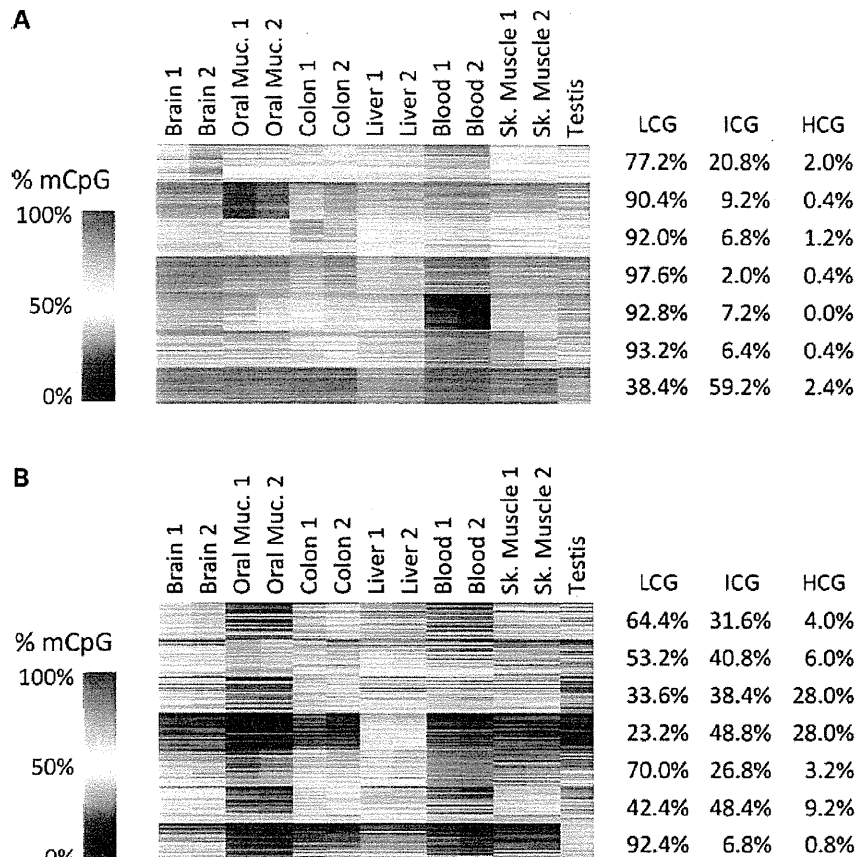 A
Brain 1
Brain 2
Oral Muc. 1
Oral Muc. 2
Colon 1
Colon 2
Liver 1
Liver 2
Blood 1
Blood 2
Sk. Muscle 1
Sk. Muscle 2
Testis
LCG ICG HCG
77.2% 20.8% 2.0%
90.4% 9.2% 0.4%
92.0% 6.8% 1.2%
97.6% 2.0% 0.4%
92.8% 7.2% 0.0%
93.2% 6.4% 0.4%
38.4% 59.2% 2.4%
% mCpG
100%
50%
0%
B
Brain 1
Brain 2
Oral Muc. 1
Oral Muc. 2
Colon 1
Colon 2
Liver 1
Liver 2
Blood 1
Blood 2
Sk. Muscle 1
Sk. Muscle 2
Testis
LCG ICG HCG
64.4% 31.6% 4.0%
53.2% 40.8% 6.0%
33.6% 38.4% 28.0%
23.2% 48.8% 28.0%
70.0% 26.8% 3.2%
42.4% 48.4% 9.2%
92.4% 6.8% 0.8%
% mCpG
100%
50%
0%